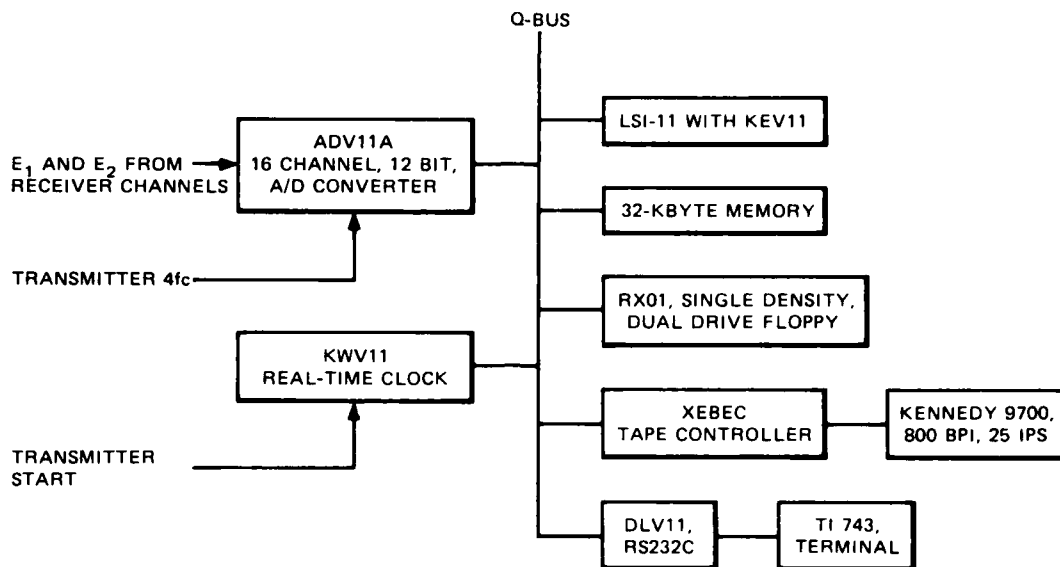 Q-BUS
ADV11A
16 CHANNEL, 12 BIT,
A/D CONVERTER
E1 AND E2 FROM
RECEIVER CHANNELS
TRANSMITTER 4fc
KWV11
REAL-TIME CLOCK
TRANSMITTER
START
LSI-11 WITH KEV11
32-KBYTE MEMORY
RX01, SINGLE DENSITY,
DUAL DRIVE FLOPPY
XEBEC
TAPE CONTROLLER
KENNEDY 9700,
800 BPI, 25 IPS
DLV11,
RS232C
TI 743,
TERMINAL